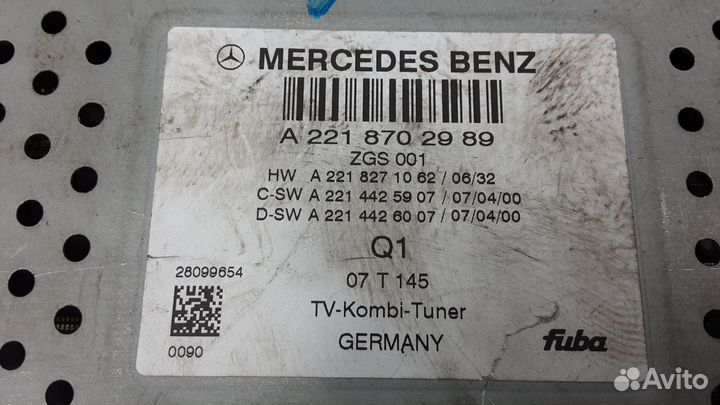 MERCEDES BENZ
A 221 870 29 89
ZGS 001
HW A 221 827 10 62 / 06/32
C-SW A 221 442 59 07 / 07/04/00
D-SW A 221 442 60 07 / 07/04/00
Q1
28099654
07 T 145
TV-Kombi-Tuner
0090
GERMANY
fuba
Avito